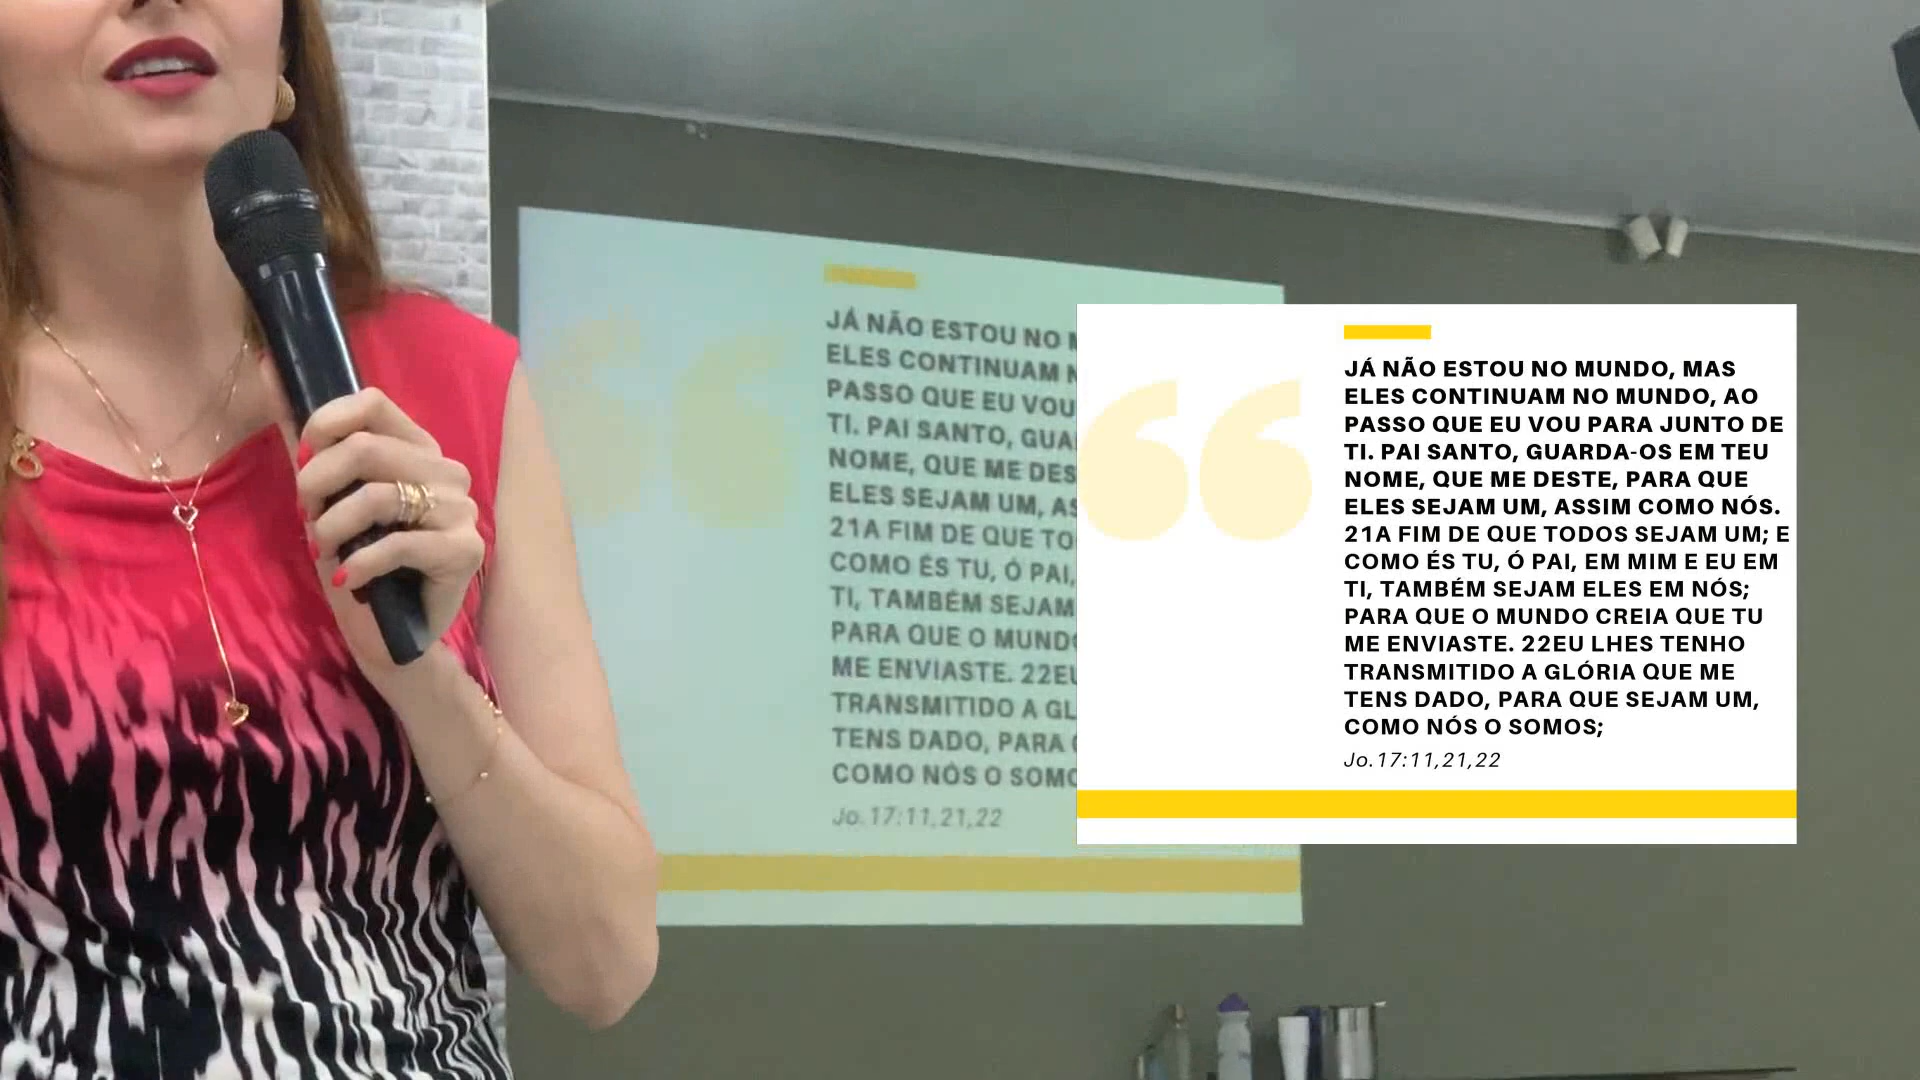 JÁ NÃO ESTOU NO
ELES CONTINUAM
PASSO QUE EU VOU
TI. PAI SANTO,
NOME, QUE ME
ELES SEJAM UM,
21A FIM DE QUE
COMO ÉS TU, Ó PAI,
TI, TAMBÉM SEJAM
PARA QUE O
ME ENVIASTE.
TRANSMITIDO A
TENS DADO, PARA
COMO NÓS O
Jo.17:11,21,22
JÁ NÃO ESTOU NO MUNDO, MAS
ELES CONTINUAM NO MUNDO, AO
PASSO QUE EU VOU PARA JUNTO DE
TI. PAI SANTO, GUARDA-OS EM TEU
NOME, QUE ME DESTE, PARA QUE
ELES SEJAM UM, ASSIM COMO NÓS.
21A FIM DE QUE TODOS SEJAM UM; E
COMO ÉS TU, Ó PAI, EM MIM E EU EM
TI, TAMBÉM SEJAM ELES EM NÓS;
PARA QUE O MUNDO CREIA QUE TU
ME ENVIASTE. 22EU LHES TENHO
TRANSMITIDO A GLÓRIA QUE ME
TENS DADO, PARA QUE SEJAM UM,
COMO NÓS O SOMOS;
Jo.17:11,21,22